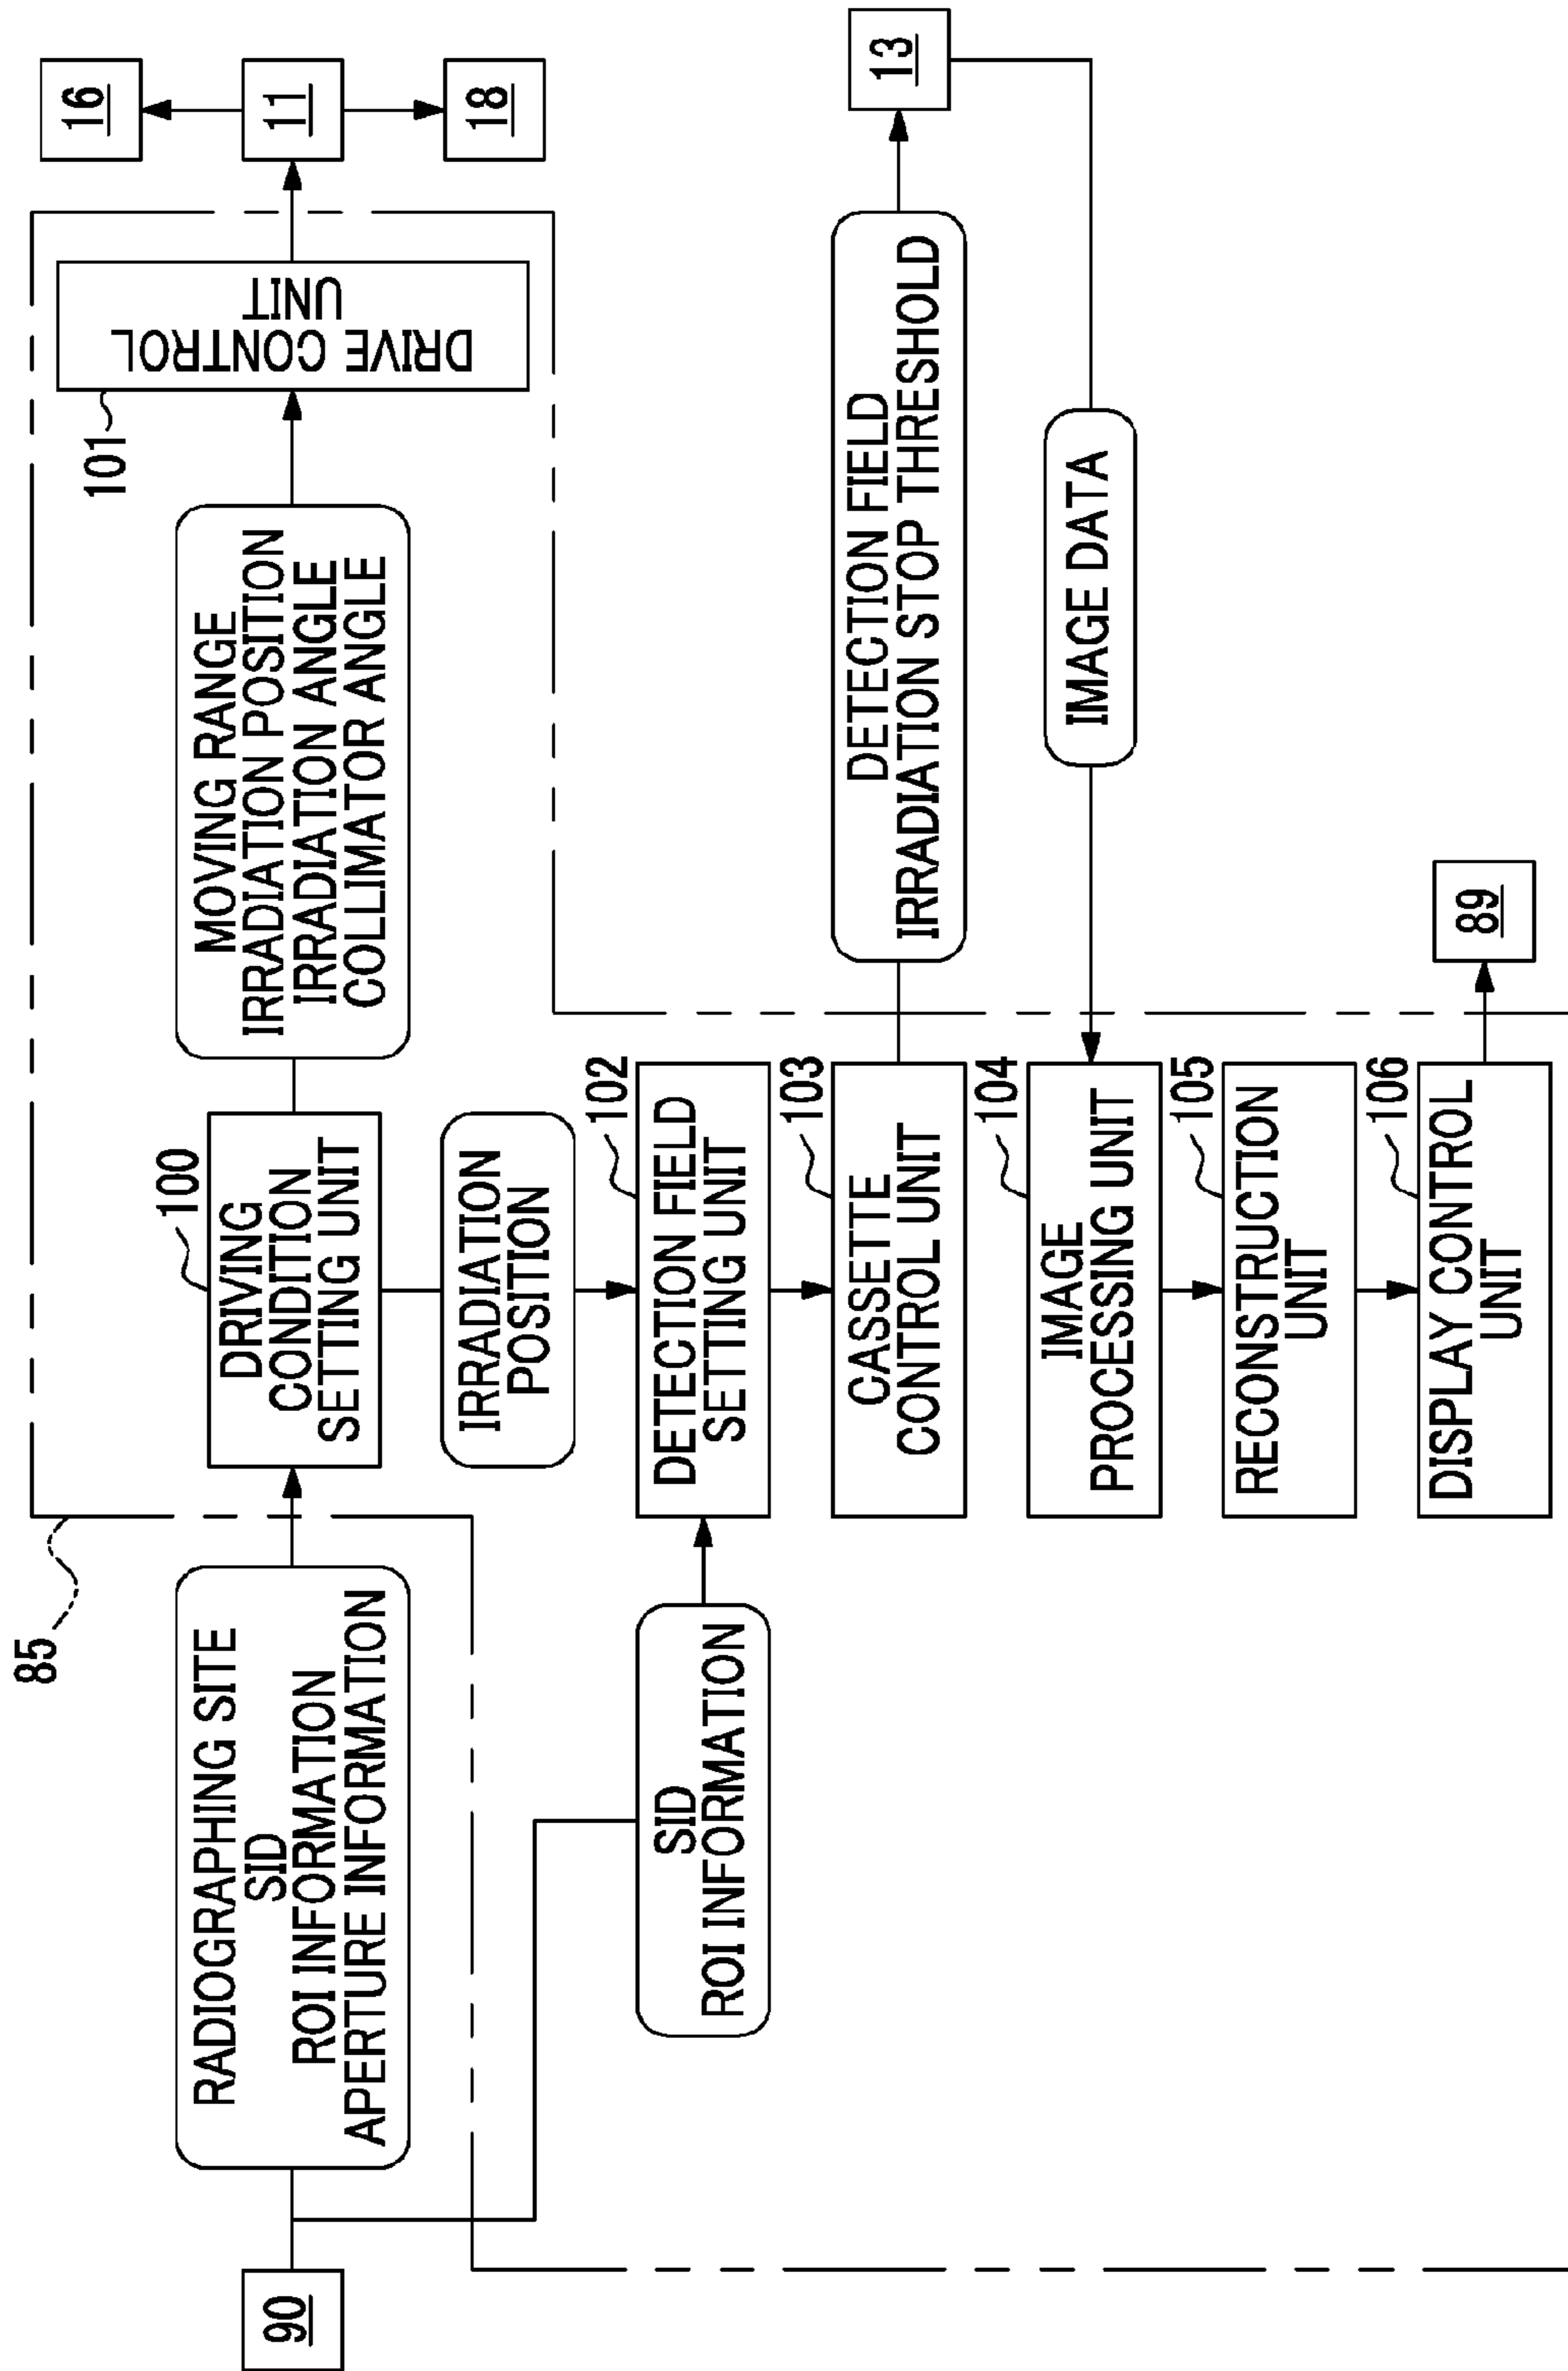 85
90
RADIOGRAPHING SITE
SID
ROI INFORMATION
APERTURE INFORMATION
100
DRIVING
CONDITION
SETTING UNIT
MOVING RANGE
IRRADIATION POSITION
IRRADIATION ANGLE
COLLIMATOR ANGLE
101
DRIVE CONTROL
UNIT
16
11
18
IRRADIATION
POSITION
SID
ROI INFORMATION
102
DETECTION FIELD
SETTING UNIT
103
CASSETTE
CONTROL UNIT
DETECTION FIELD
IRRADIATION STOP THRESHOLD
13
104
IMAGE
PROCESSING UNIT
IMAGE DATA
105
RECONSTRUCTION
UNIT
106
DISPLAY CONTROL
UNIT
89